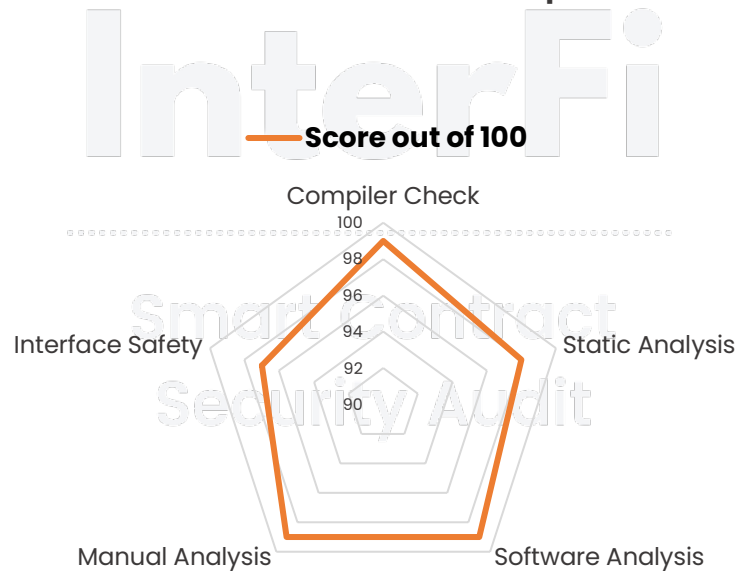 InterFi
Score out of 100
Compiler Check
100
98
96
Smart Contract
94
Interface Safety
Static Analysis
92
90
Security Audit
Manual Analysis
Software Analysis